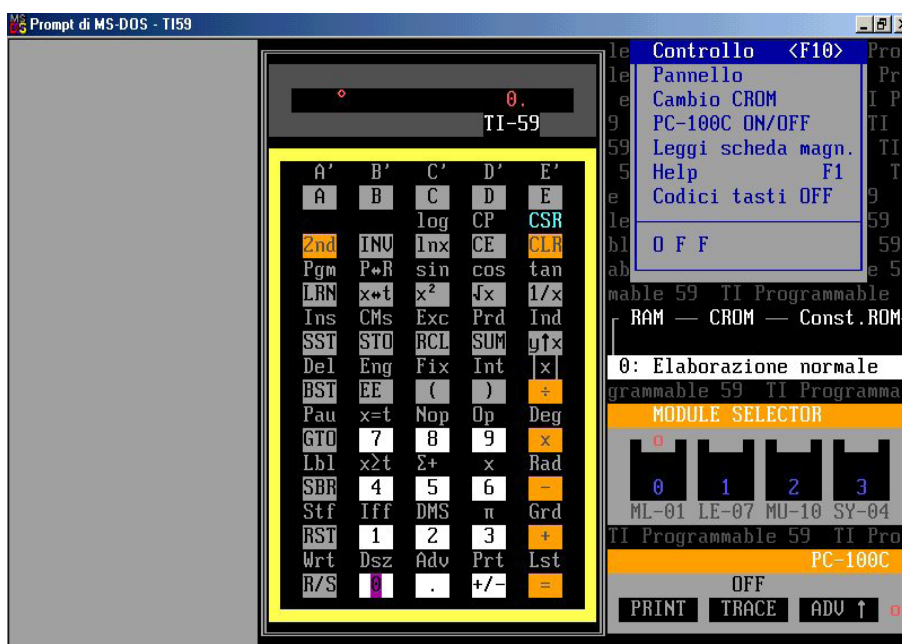 Prompt di MS-DOS - TI59
0.
TI-59
A' B' C' D' E'
A B C D E
log CP CSR
2nd INV lnx CE CLR
Pgm P↔R sin cos tan
LRN x↔t x² √x 1/x
Ins CMs Exc Prd Ind
SST STO RCL SUM y↑x
Del Eng Fix Int |x|
BST EE ( ) ÷
Pau x=t Nop Op Deg
GTO 7 8 9 x
Lbl x≥t Σ+ x Rad
SBR 4 5 6 -
Stf Iff DMS π Grd
RST 1 2 3 +
Wrt Dsz Adv Prt Lst
R/S 0 . +/- =
Controllo <F10>
Pannello
Cambio CROM
PC-100C ON/OFF
Leggi scheda magn.
Help F1
Codici tasti OFF
O F F
mable 59 TI Programmable
RAM — CROM — Const.ROM
0: Elaborazione normale
grammable 59 TI Programma
MODULE SELECTOR
0 1 2 3
ML-01 LE-07 MU-10 SY-04
TI Programmable 59 TI Pro
PC-100C
OFF
PRINT TRACE ADV ↑